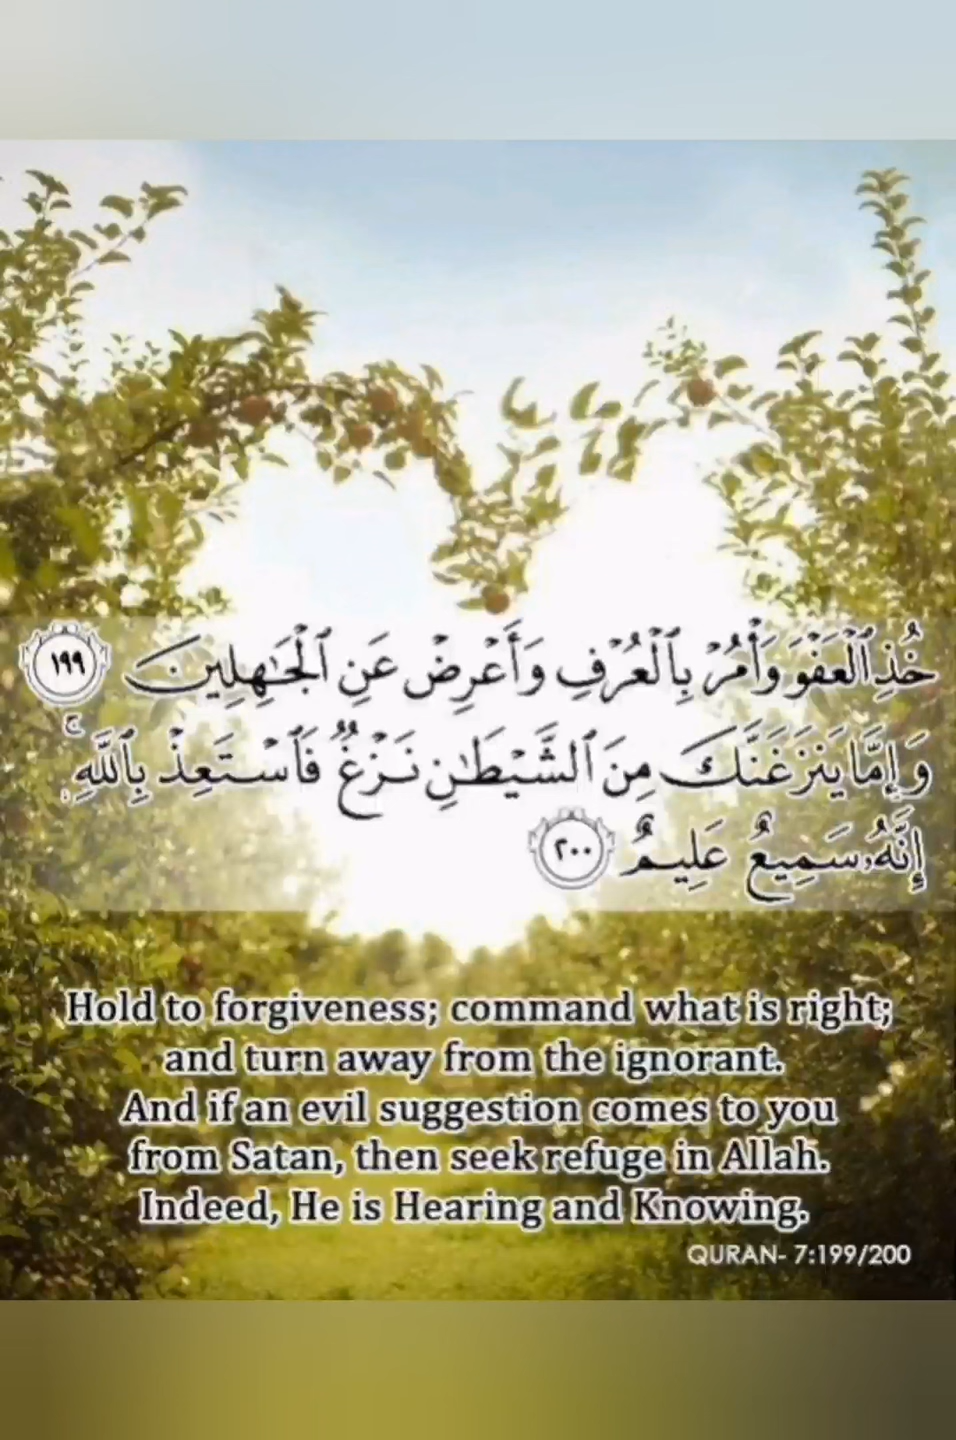 خُذِ ٱلْعَفْوَ وَأْمُرْ بِٱلْعُرْفِ وَأَعْرِضْ عَنِ ٱلْجَٰهِلِينَ ١٩٩
وَإِمَّا يَنزَغَنَّكَ مِنَ ٱلشَّيْطَٰنِ نَزْغٌ فَٱسْتَعِذْ بِٱللَّهِ ۚ
إِنَّهُۥ سَمِيعٌ عَلِيمٌ ٢٠٠
Hold to forgiveness; command what is right;
and turn away from the ignorant.
And if an evil suggestion comes to you
from Satan, then seek refuge in Allah.
Indeed, He is Hearing and Knowing.
QURAN- 7:199/200